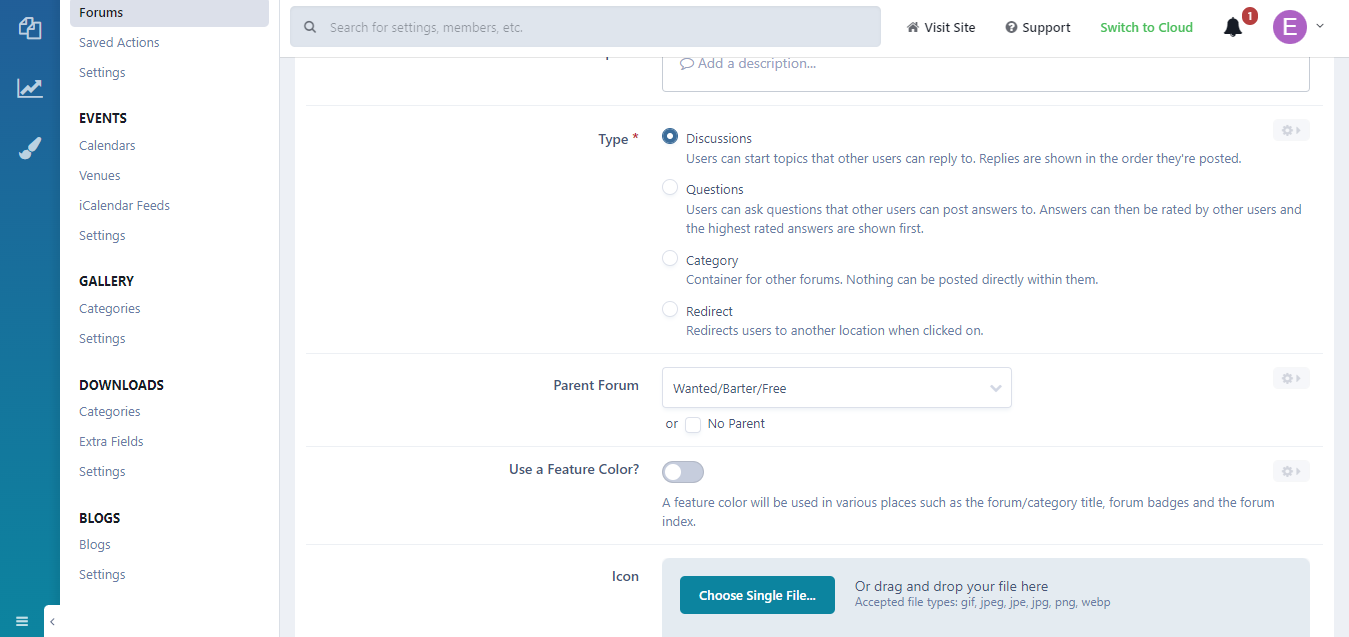 Forums
Saved Actions
Settings
EVENTS
Calendars
Venues
iCalendar Feeds
Settings
GALLERY
Categories
Settings
DOWNLOADS
Categories
Extra Fields
Settings
BLOGS
Blogs
Settings
Search for settings, members, etc.
Visit Site
Support
Switch to Cloud
1
E
Add a description...
Type *
Discussions
Users can start topics that other users can reply to. Replies are shown in the order they're posted.
Questions
Users can ask questions that other users can post answers to. Answers can then be rated by other users and
the highest rated answers are shown first.
Category
Container for other forums. Nothing can be posted directly within them.
Redirect
Redirects users to another location when clicked on.
Parent Forum
Wanted/Barter/Free
or No Parent
Use a Feature Color?
A feature color will be used in various places such as the forum/category title, forum badges and the forum
index.
Icon
Choose Single File...
Or drag and drop your file here
Accepted file types: gif, jpeg, jpe, jpg, png, webp